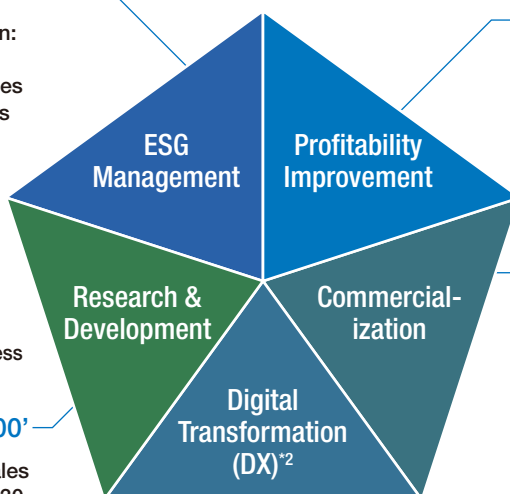 n:
es
s
ESG
Management
Profitability
Improvement
Research &
Development
Commercial-
ization
ess
Digital
Transformation
(DX)*2
00’
ales